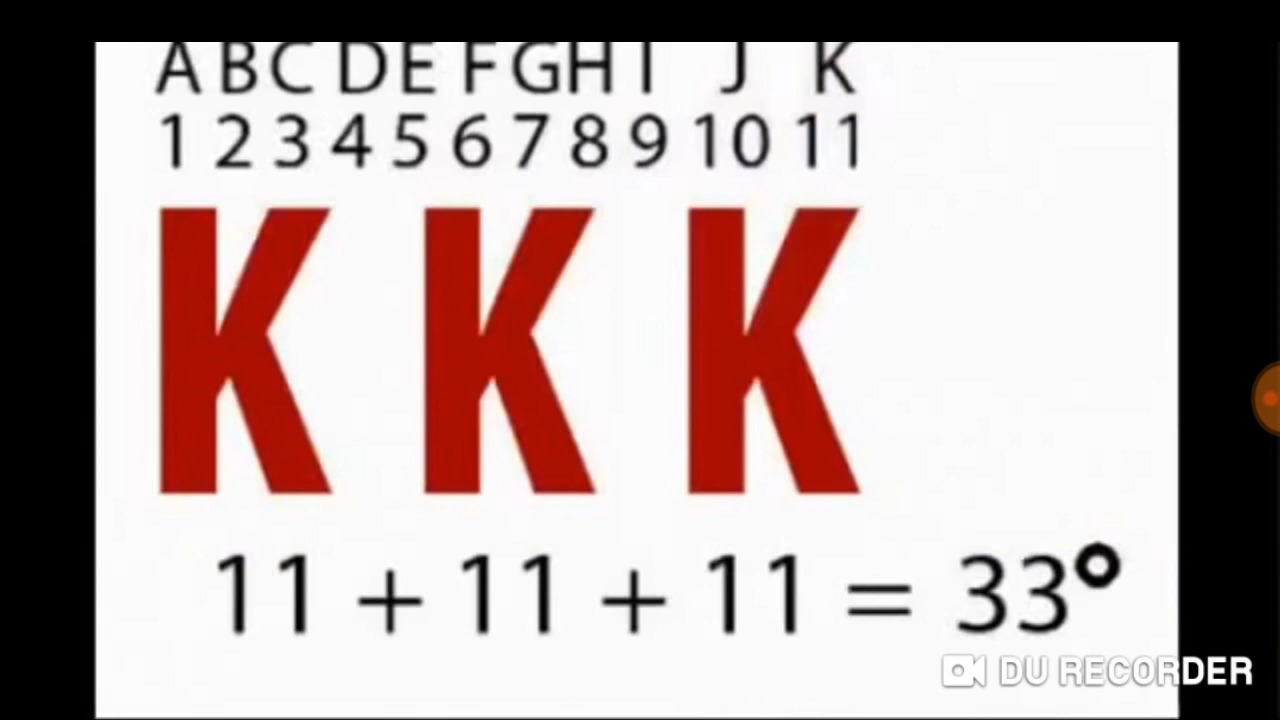 A B C D E F G H I J K
1 2 3 4 5 6 7 8 9 10 11
K K K
11 + 11 + 11 = 33°
DU RECORDER